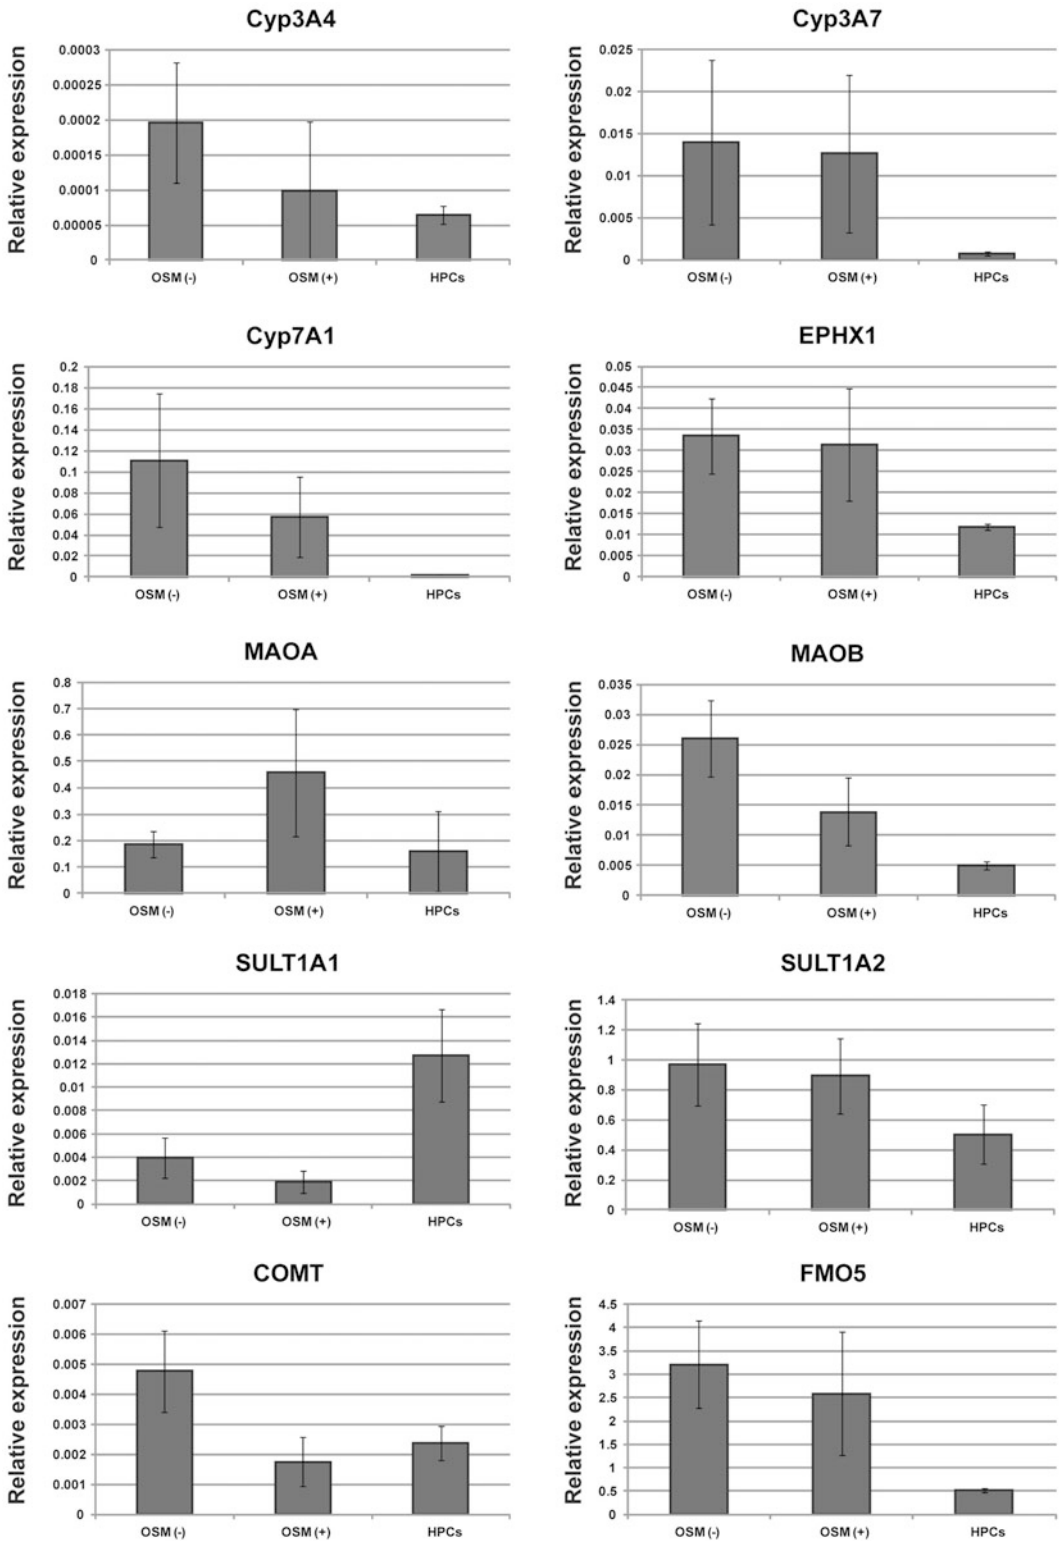 Cyp3A4
Relative expression
0.0003
0.00025
0.0002
0.00015
0.0001
0.00005
0
OSM (-) OSM (+) HPCs
Cyp3A7
Relative expression
0.025
0.02
0.015
0.01
0.005
0
OSM (-) OSM (+) HPCs
Cyp7A1
Relative expression
0.2
0.18
0.16
0.14
0.12
0.1
0.08
0.06
0.04
0.02
0
OSM (-) OSM (+) HPCs
EPHX1
Relative expression
0.05
0.045
0.04
0.035
0.03
0.025
0.02
0.015
0.01
0.005
0
OSM (-) OSM (+) HPCs
MAOA
Relative expression
0.8
0.7
0.6
0.5
0.4
0.3
0.2
0.1
0
OSM (-) OSM (+) HPCs
MAOB
Relative expression
0.035
0.03
0.025
0.02
0.015
0.01
0.005
0
OSM (-) OSM (+) HPCs
SULT1A1
Relative expression
0.018
0.016
0.014
0.012
0.01
0.008
0.006
0.004
0.002
0
OSM (-) OSM (+) HPCs
SULT1A2
Relative expression
1.4
1.2
1
0.8
0.6
0.4
0.2
0
OSM (-) OSM (+) HPCs
COMT
Relative expression
0.007
0.006
0.005
0.004
0.003
0.002
0.001
0
OSM (-) OSM (+) HPCs
FMO5
Relative expression
4.5
4
3.5
3
2.5
2
1.5
1
0.5
0
OSM (-) OSM (+) HPCs